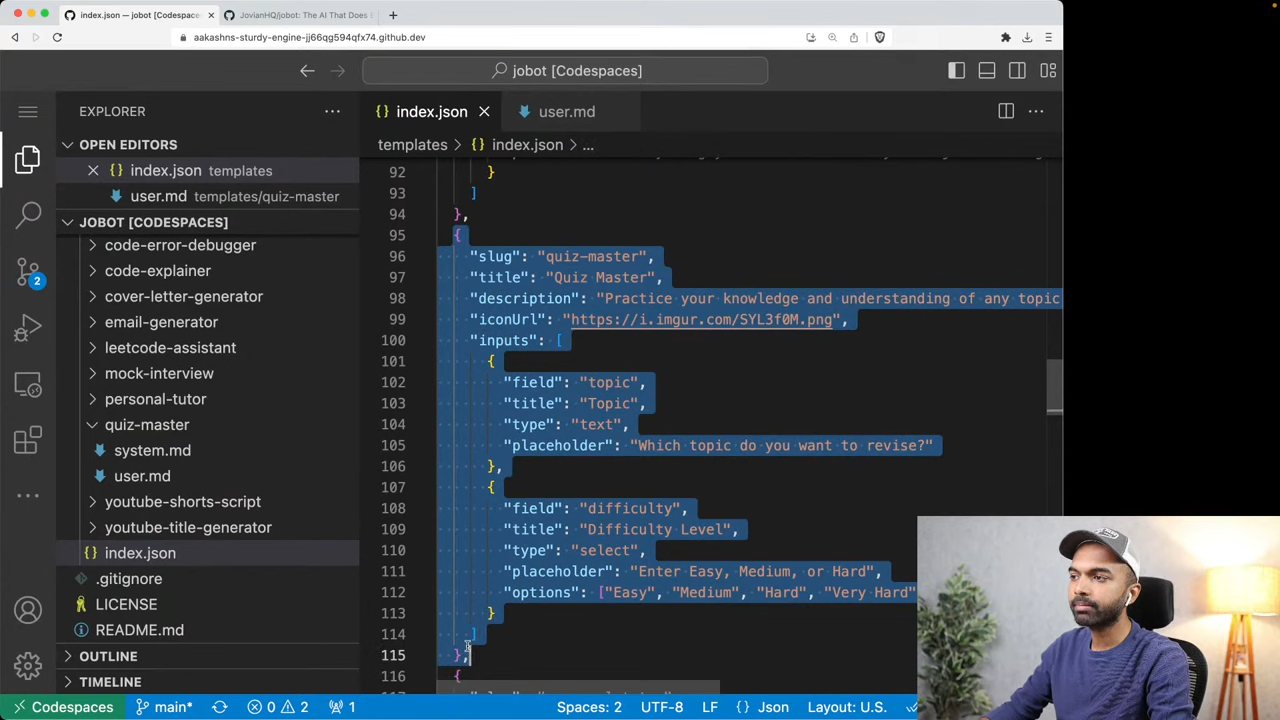 index.json — jobot [Codespaces]
JovianHQ/jobot: The AI That Does
aakashns-sturdy-engine-jj66qg594qfx74.github.dev
jobot [Codespaces]
EXPLORER
index.json
user.md
OPEN EDITORS
templates
index.json
...
index.json templates
user.md templates/quiz-master
JOBOT [CODESPACES]
code-error-debugger
code-explainer
cover-letter-generator
email-generator
leetcode-assistant
mock-interview
personal-tutor
quiz-master
system.md
user.md
youtube-shorts-script
youtube-title-generator
index.json
.gitignore
LICENSE
README.md
OUTLINE
TIMELINE
2
92 }
93 ]
94 },
95 {
96 "slug": "quiz-master",
97 "title": "Quiz Master",
98 "description": "Practice your knowledge and understanding of any topic
99 "iconUrl": "https://i.imgur.com/SYL3f0M.png",
100 "inputs": [
101 {
102 "field": "topic",
103 "title": "Topic",
104 "type": "text",
105 "placeholder": "Which topic do you want to revise?"
106 },
107 {
108 "field": "difficulty",
109 "title": "Difficulty Level",
110 "type": "select",
111 "placeholder": "Enter Easy, Medium, or Hard",
112 "options": ["Easy", "Medium", "Hard", "Very Hard"
113 }
114 ]
115 },
116 {
Codespaces
main*
0
2
1
Spaces: 2
UTF-8
LF
{} Json
Layout: U.S.